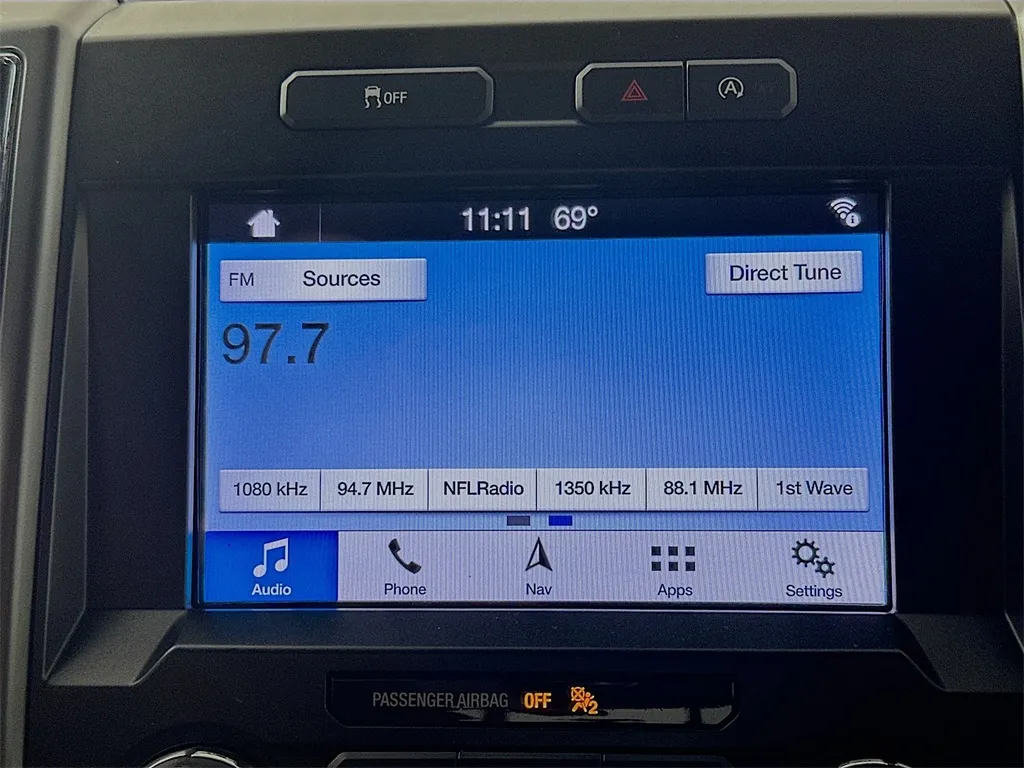 OFF
A
11:11 69°
FM Sources
Direct Tune
97.7
1080 kHz 94.7 MHz NFLRadio 1350 kHz 88.1 MHz 1st Wave
Audio Phone Nav Apps Settings
PASSENGER AIRBAG OFF 2